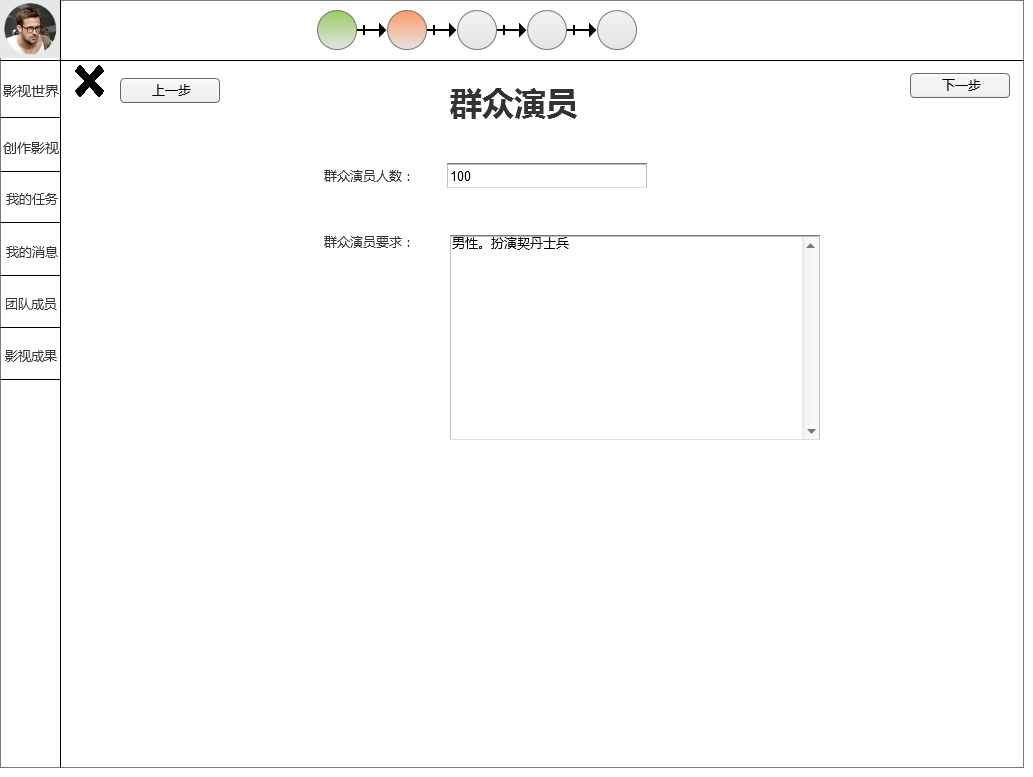 影视世界
创作影视
我的任务
我的消息
团队成员
影视成果
上一步
群众演员
下一步
群众演员人数：
100
群众演员要求：
男性。扮演契丹士兵